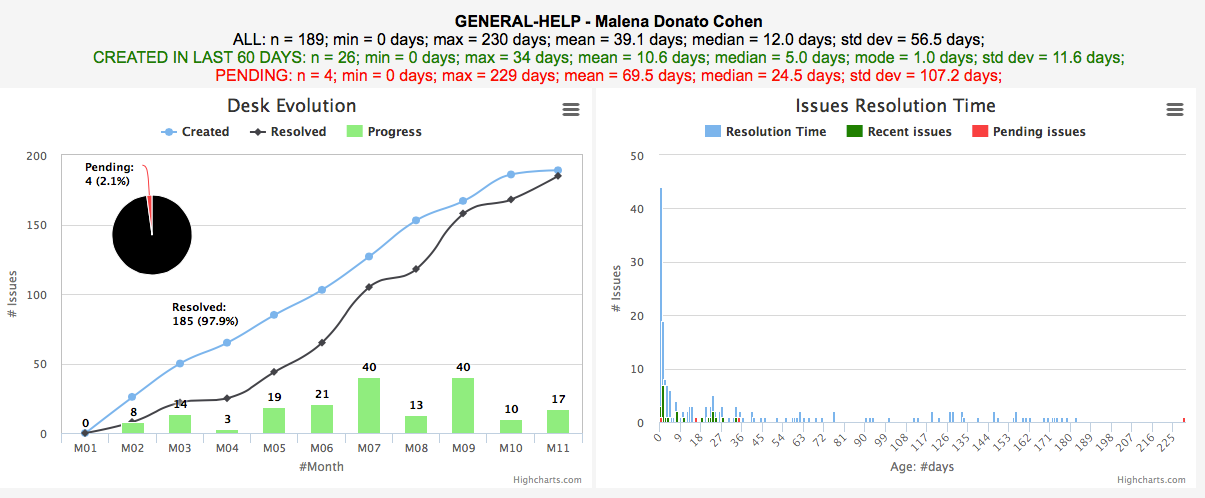 GENERAL-HELP - Malena Donato Cohen
ALL: n = 189; min = 0 days; max = 230 days; mean = 39.1 days; median = 12.0 days; std dev = 56.5 days;
CREATED IN LAST 60 DAYS: n = 26; min = 0 days; max = 34 days; mean = 10.6 days; median = 5.0 days; mode = 1.0 days; std dev = 11.6 days;
PENDING: n = 4; min = 0 days; max = 229 days; mean = 69.5 days; median = 24.5 days; std dev = 107.2 days;
Desk Evolution
Created Resolved Progress
200
150
100
50
0
# Issues
Pending:
4 (2.1%)
Resolved:
185 (97.9%)
0 8 14 3 19 21 40 13 40 10 17
M01 M02 M03 M04 M05 M06 M07 M08 M09 M10 M11
#Month
Highcharts.com
Issues Resolution Time
Resolution Time Recent issues Pending issues
50
40
30
20
10
0
# Issues
0 9 18 27 36 45 54 63 72 81 90 99 108 117 126 135 144 153 162 171 180 189 198 207 216 225
Age: #days
Highcharts.com